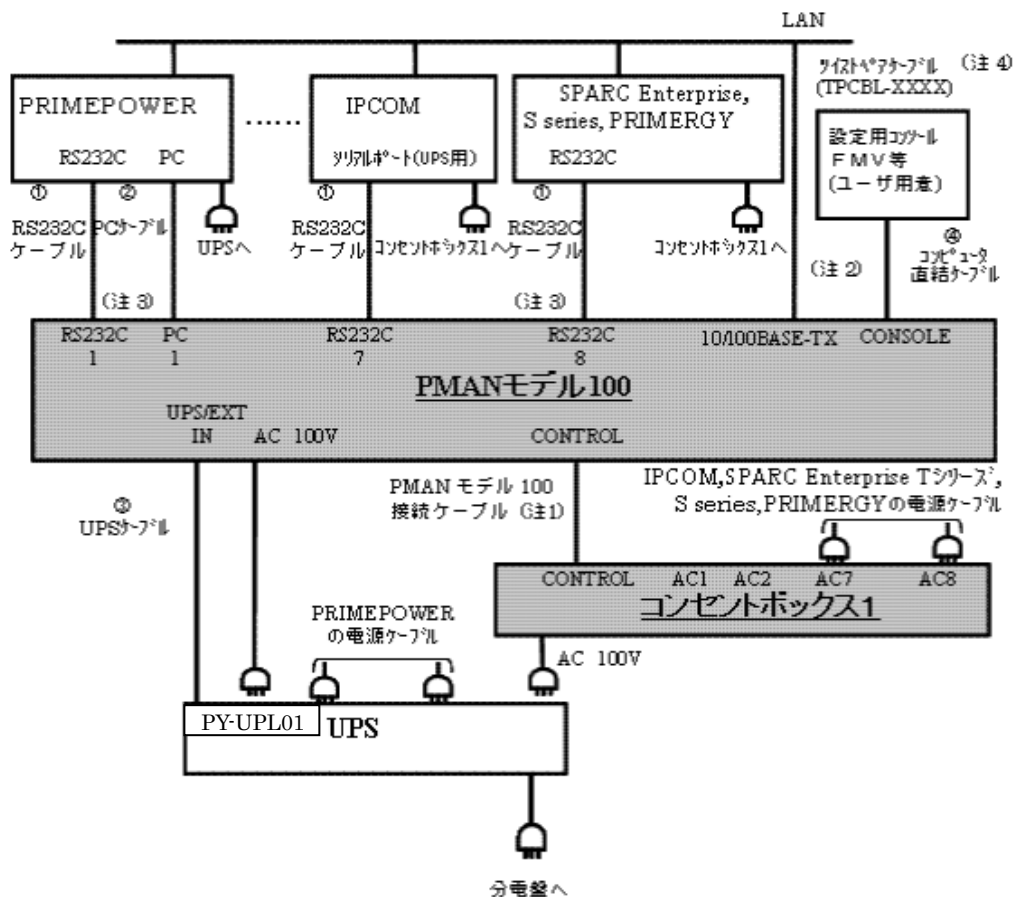 LAN
PRIMEPOWER
RS232C PC
......
IPCOM
ｼﾘｱﾙﾎﾟｰﾄ(UPS用)
SPARC Enterprise,
S series, PRIMERGY
RS232C
ﾂｲｽﾄﾍﾟｱｹｰﾌﾞﾙ (注4)
(TPCBL-XXXX)
設定用ｺﾝｿｰﾙ
ＦＭＶ等
(ユーザ用意)
①
RS232C
ケーブル
②
PCｹｰﾌﾞﾙ
UPSへ
①
RS232C
ケーブル
コンセントボックス1へ
①
RS232C
ケーブル
コンセントボックス1へ
(注2)
④
ｺﾝﾋﾟｭｰﾀ
直結ｹｰﾌﾞﾙ
(注3)
(注3)
RS232C
1
PC
1
RS232C
7
RS232C
8
10/100BASE-TX
CONSOLE
PMANモデル100
UPS/EXT
IN
AC 100V
CONTROL
③
UPSｹｰﾌﾞﾙ
PMAN モデル 100
接続ケーブル (注1)
IPCOM,SPARC Enterprise Tｼﾘｰｽﾞ,
S series,PRIMERGYの電源ｹｰﾌﾞﾙ
CONTROL AC1 AC2 AC7 AC8
コンセントボックス1
PRIMEPOWER
の電源ｹｰﾌﾞﾙ
AC 100V
PY-UPL01 UPS
分電盤へ